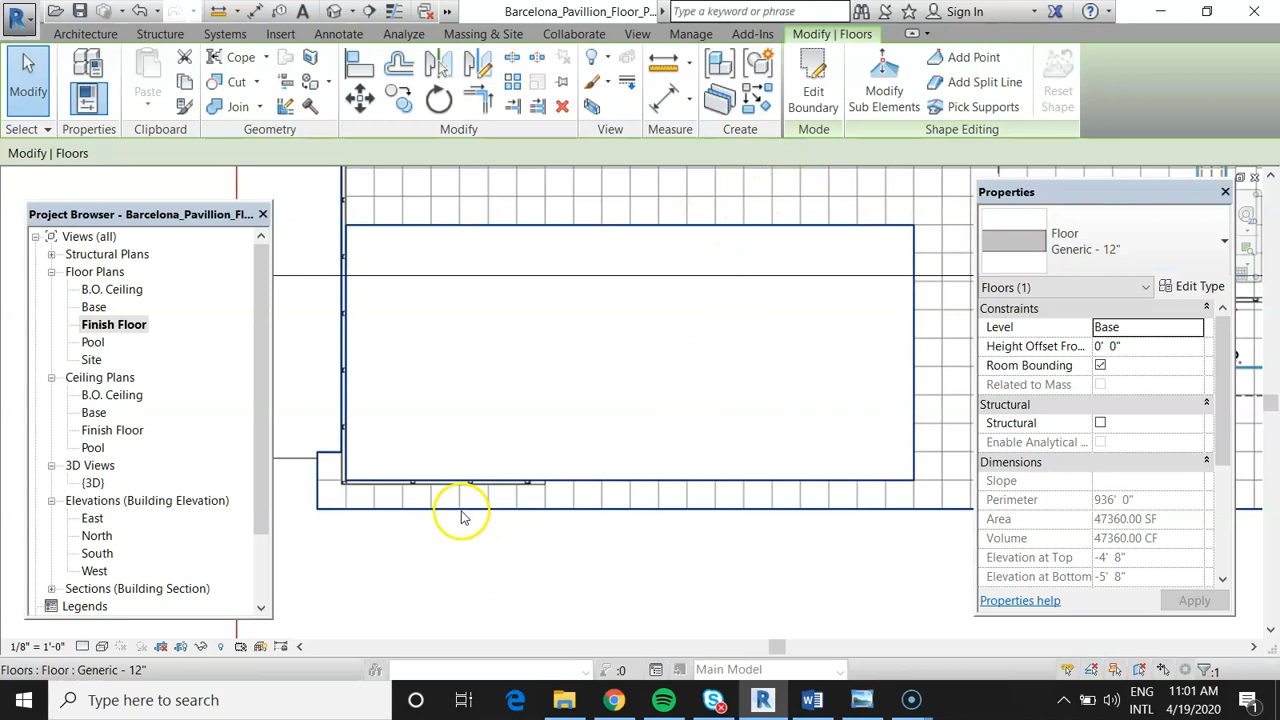 Barcelona_Pavillion_Floor_P...
Type a keyword or phrase
Sign In
Architecture
Structure
Systems
Insert
Annotate
Analyze
Massing & Site
Collaborate
View
Manage
Add-Ins
Modify | Floors
Modify
Paste
Cope
Cut
Join
Edit
Boundary
Modify
Sub Elements
Add Point
Add Split Line
Pick Supports
Reset
Shape
Select
Properties
Clipboard
Geometry
Modify
View
Measure
Create
Mode
Shape Editing
Modify | Floors
Project Browser - Barcelona_Pavillion_Fl...
Views (all)
Structural Plans
Floor Plans
B.O. Ceiling
Base
Finish Floor
Pool
Site
Ceiling Plans
B.O. Ceiling
Base
Finish Floor
Pool
3D Views
{3D}
Elevations (Building Elevation)
East
North
South
West
Sections (Building Section)
Legends
Properties
Floor
Generic - 12"
Floors (1)
Edit Type
Constraints
Level Base
Height Offset Fro... 0' 0"
Room Bounding
Related to Mass
Structural
Structural
Enable Analytical ...
Dimensions
Slope
Perimeter 936' 0"
Area 47360.00 SF
Volume 47360.00 CF
Elevation at Top -4' 8"
Elevation at Bottom -5' 8"
Properties help
Apply
1/8" = 1'-0"
Floors : Floor : Generic - 12"
:0
Main Model
:1
Type here to search
ENG
INTL
11:01 AM
4/19/2020
1